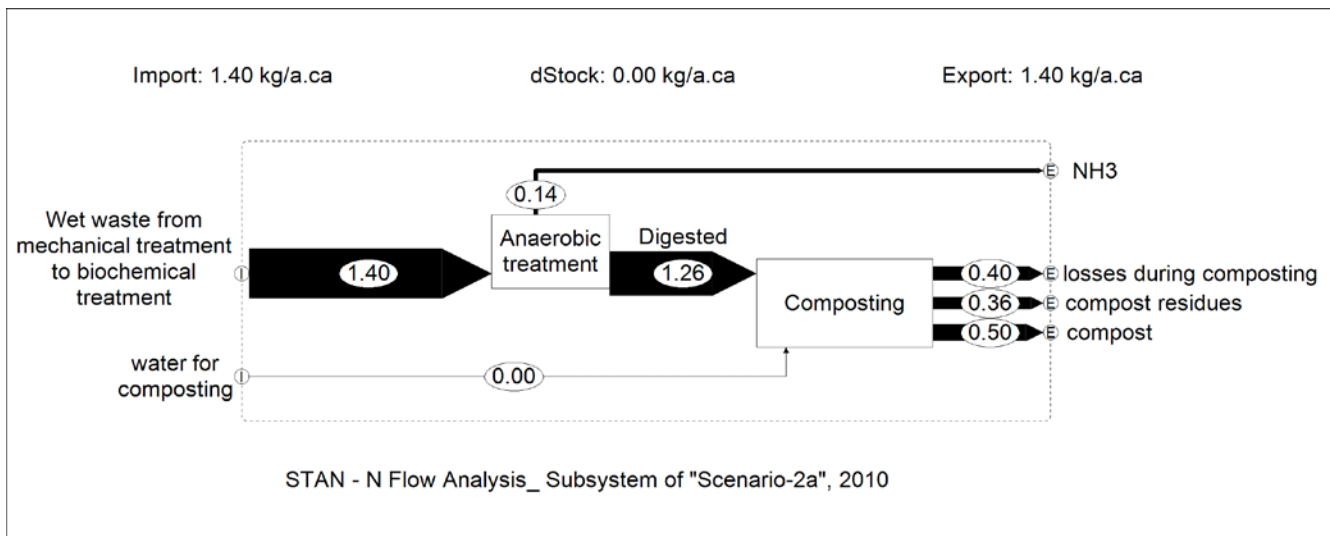 Import: 1.40 kg/a.ca
dStock: 0.00 kg/a.ca
Export: 1.40 kg/a.ca
E NH3
0.14
Wet waste from
mechanical treatment
to biochemical
treatment
I
1.40
Anaerobic
treatment
Digested
1.26
Composting
0.40 E losses during composting
0.36 E compost residues
0.50 E compost
water for
composting
I
0.00
STAN - N Flow Analysis_ Subsystem of "Scenario-2a", 2010